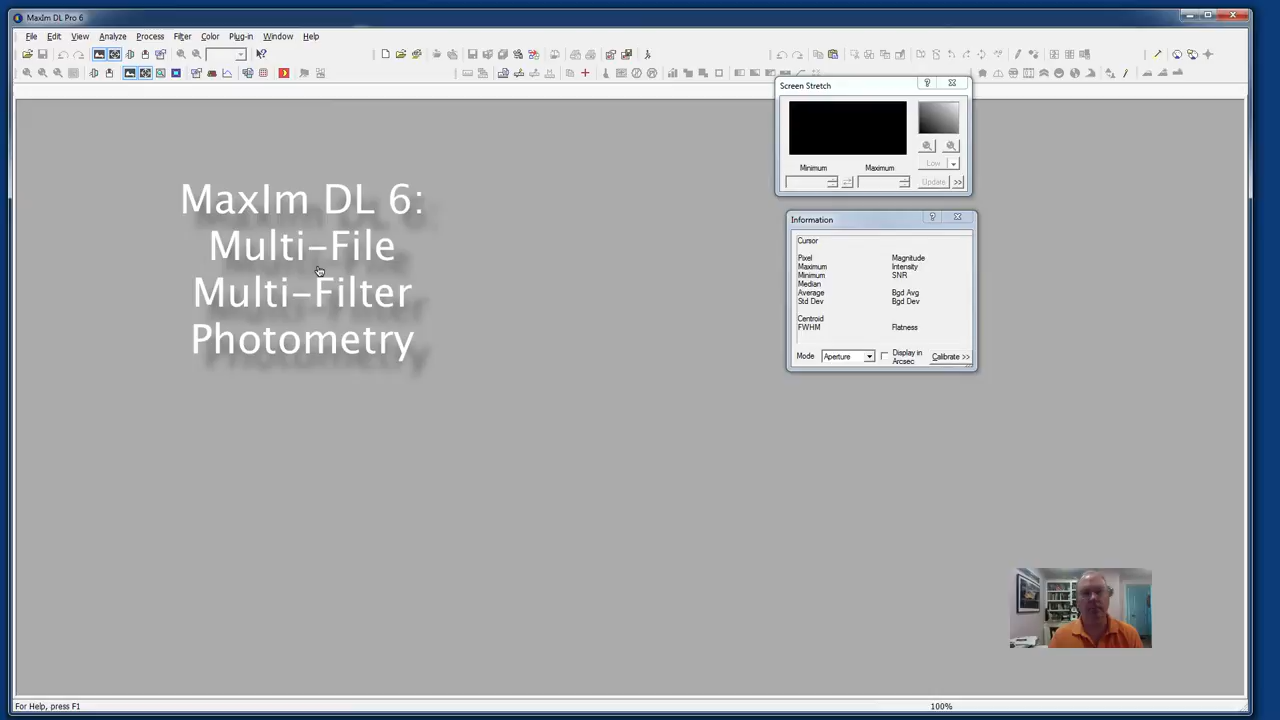 MaxIm DL Pro 6
File Edit View Analyze Process Filter Color Plug-in Window Help
Screen Stretch
Minimum Maximum
Low
Update >>
MaxIm DL 6:
Multi-File
Multi-Filter
Photometry
Information
Cursor
Pixel Magnitude
Maximum Intensity
Minimum SNR
Median
Average Bgd Avg
Std Dev Bgd Dev
Centroid
FWHM Flatness
Mode Aperture Display in Arcsec Calibrate >>
For Help, press F1
100%